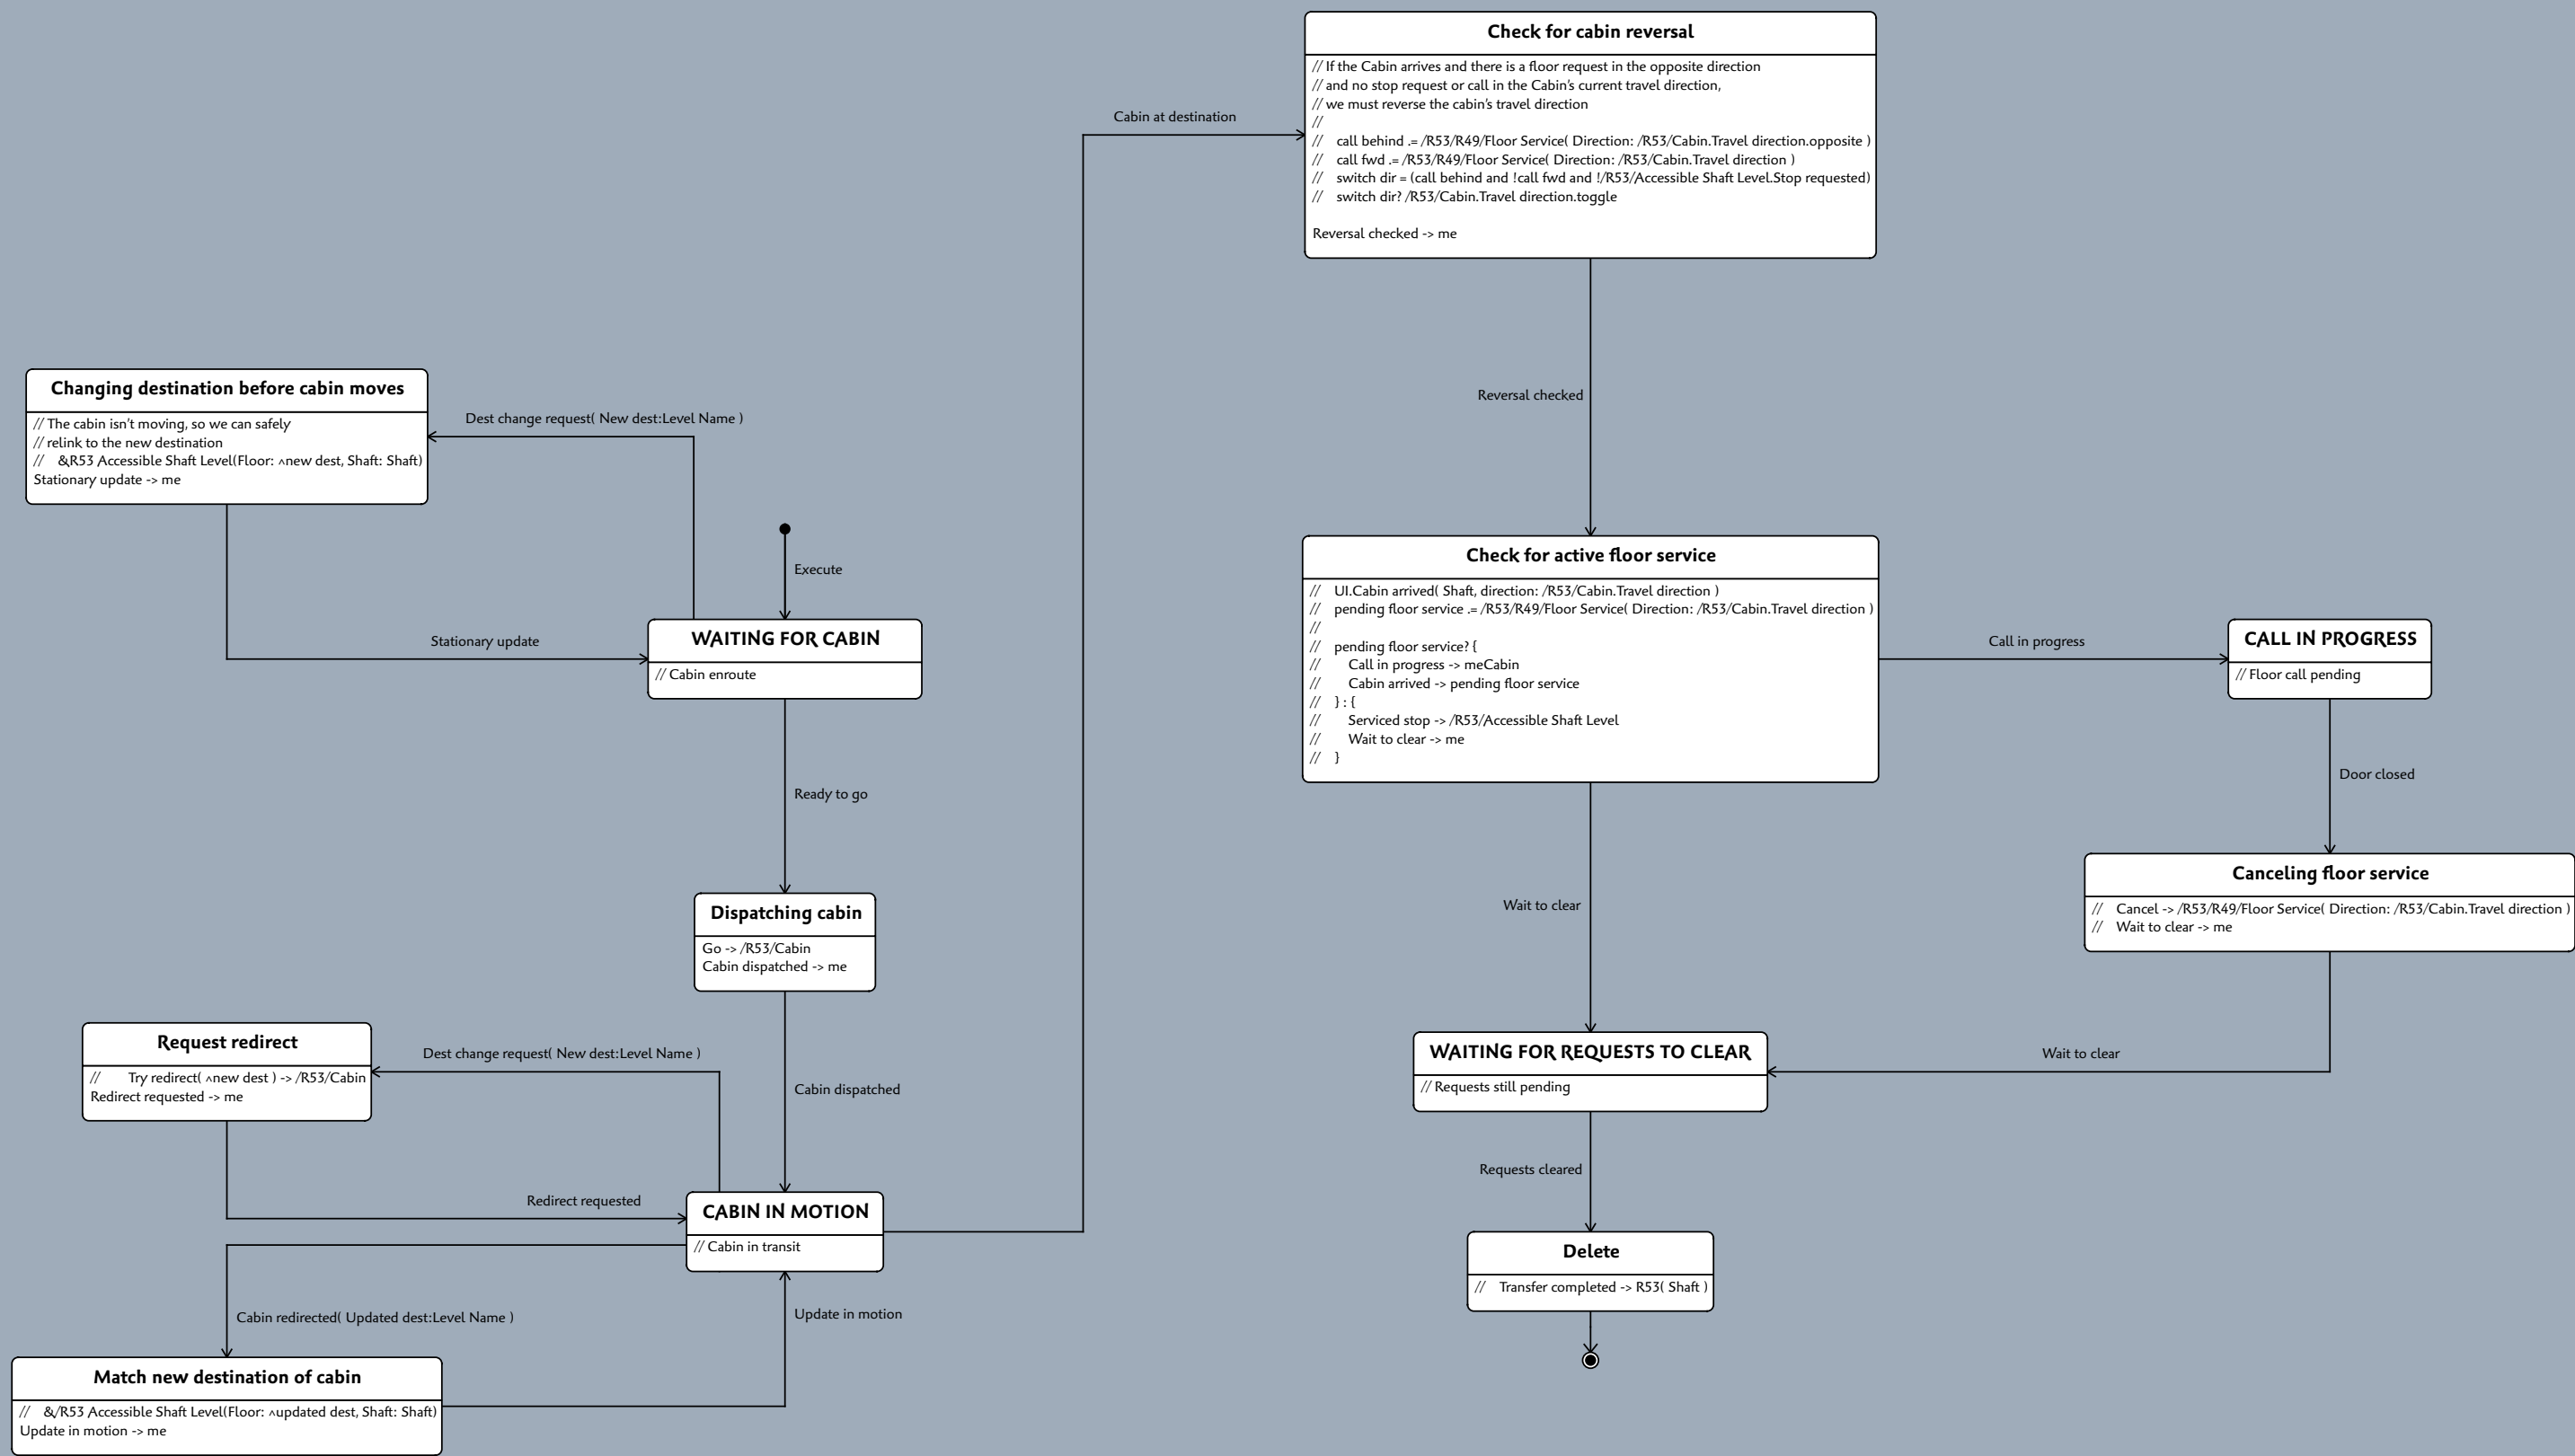 Check for cabin reversal
// If the Cabin arrives and there is a floor request in the opposite direction
// and no stop request or call in the Cabin's current travel direction,
// we must reverse the cabin's travel direction
//
// call behind .= /R53/R49/Floor Service( Direction: /R53/Cabin.Travel direction.opposite )
// call fwd .= /R53/R49/Floor Service( Direction: /R53/Cabin.Travel direction )
// switch dir = (call behind and !call fwd and !/R53/Accessible Shaft Level.Stop requested)
// switch dir? /R53/Cabin.Travel direction.toggle
Reversal checked -> me
Cabin at destination
Reversal checked
Changing destination before cabin moves
// The cabin isn't moving, so we can safely
// relink to the new destination
// &R53 Accessible Shaft Level(Floor: ^new dest, Shaft: Shaft)
Stationary update -> me
Dest change request( New dest:Level Name )
Execute
Stationary update
WAITING FOR CABIN
// Cabin enroute
Ready to go
Dispatching cabin
Go -> /R53/Cabin
Cabin dispatched -> me
Request redirect
// Try redirect( ^new dest ) -> /R53/Cabin
Redirect requested -> me
Dest change request( New dest:Level Name )
Cabin dispatched
Redirect requested
CABIN IN MOTION
// Cabin in transit
Cabin redirected( Updated dest:Level Name )
Update in motion
Match new destination of cabin
// &/R53 Accessible Shaft Level(Floor: ^updated dest, Shaft: Shaft)
Update in motion -> me
Check for active floor service
// UI.Cabin arrived( Shaft, direction: /R53/Cabin.Travel direction )
// pending floor service .= /R53/R49/Floor Service( Direction: /R53/Cabin.Travel direction )
//
// pending floor service? {
// Call in progress -> meCabin
// Cabin arrived -> pending floor service
// } : {
// Serviced stop -> /R53/Accessible Shaft Level
// Wait to clear -> me
// }
Call in progress
CALL IN PROGRESS
// Floor call pending
Door closed
Canceling floor service
// Cancel -> /R53/R49/Floor Service( Direction: /R53/Cabin.Travel direction )
// Wait to clear -> me
Wait to clear
Wait to clear
WAITING FOR REQUESTS TO CLEAR
// Requests still pending
Requests cleared
Delete
// Transfer completed -> R53( Shaft )